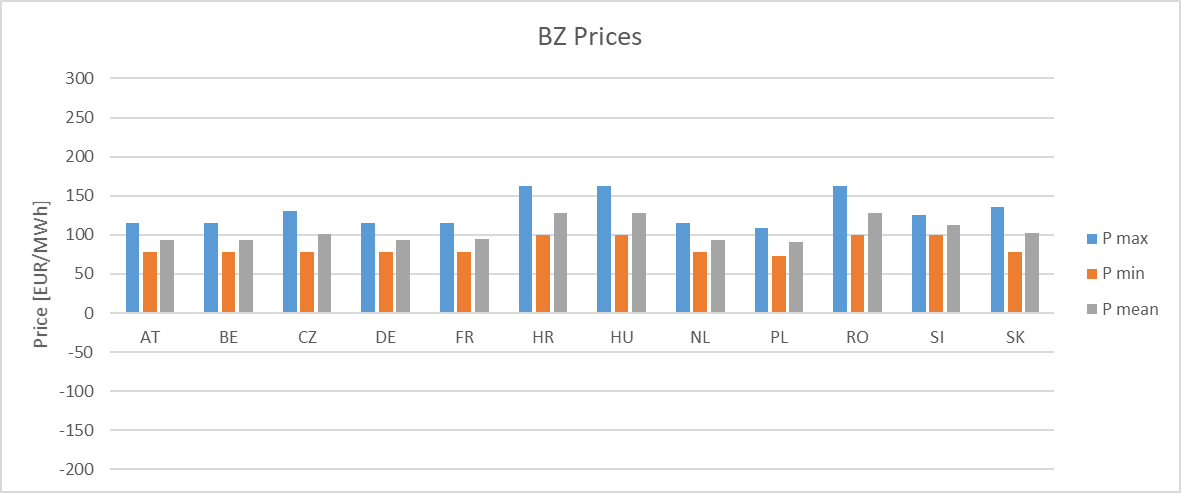 BZ Prices
Price [EUR/MWh]
300
250
200
150
100
50
0
-50
-100
-150
-200
AT BE CZ DE FR HR HU NL PL RO SI SK
P max
P min
P mean